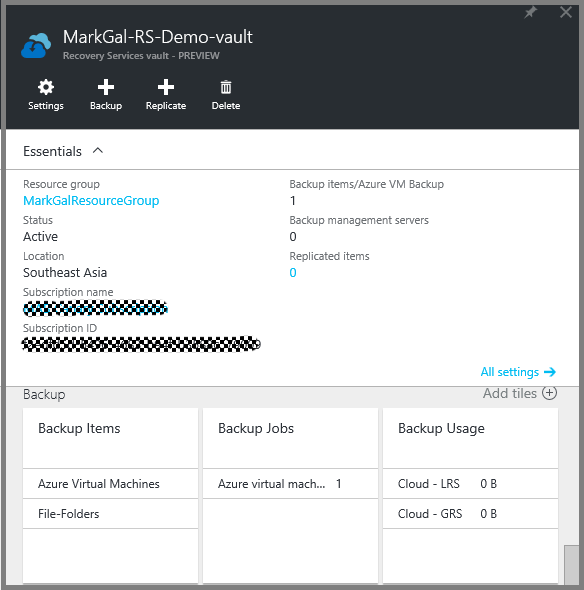 MarkGal-RS-Demo-vault
Recovery Services vault - PREVIEW
Settings
Backup
Replicate
Delete
Essentials
Resource group
MarkGalResourceGroup
Status
Active
Location
Southeast Asia
Subscription name
Subscription ID
Backup items/Azure VM Backup
1
Backup management servers
0
Replicated items
0
All settings
Backup
Add tiles
Backup Items
Azure Virtual Machines
File-Folders
Backup Jobs
Azure virtual mach... 1
Backup Usage
Cloud - LRS 0 B
Cloud - GRS 0 B